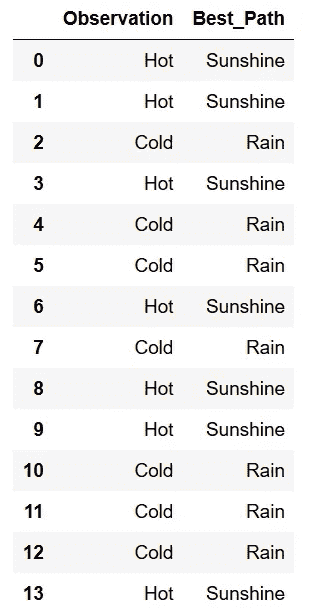 Observation Best_Path
0 Hot Sunshine
1 Hot Sunshine
2 Cold Rain
3 Hot Sunshine
4 Cold Rain
5 Cold Rain
6 Hot Sunshine
7 Cold Rain
8 Hot Sunshine
9 Hot Sunshine
10 Cold Rain
11 Cold Rain
12 Cold Rain
13 Hot Sunshine